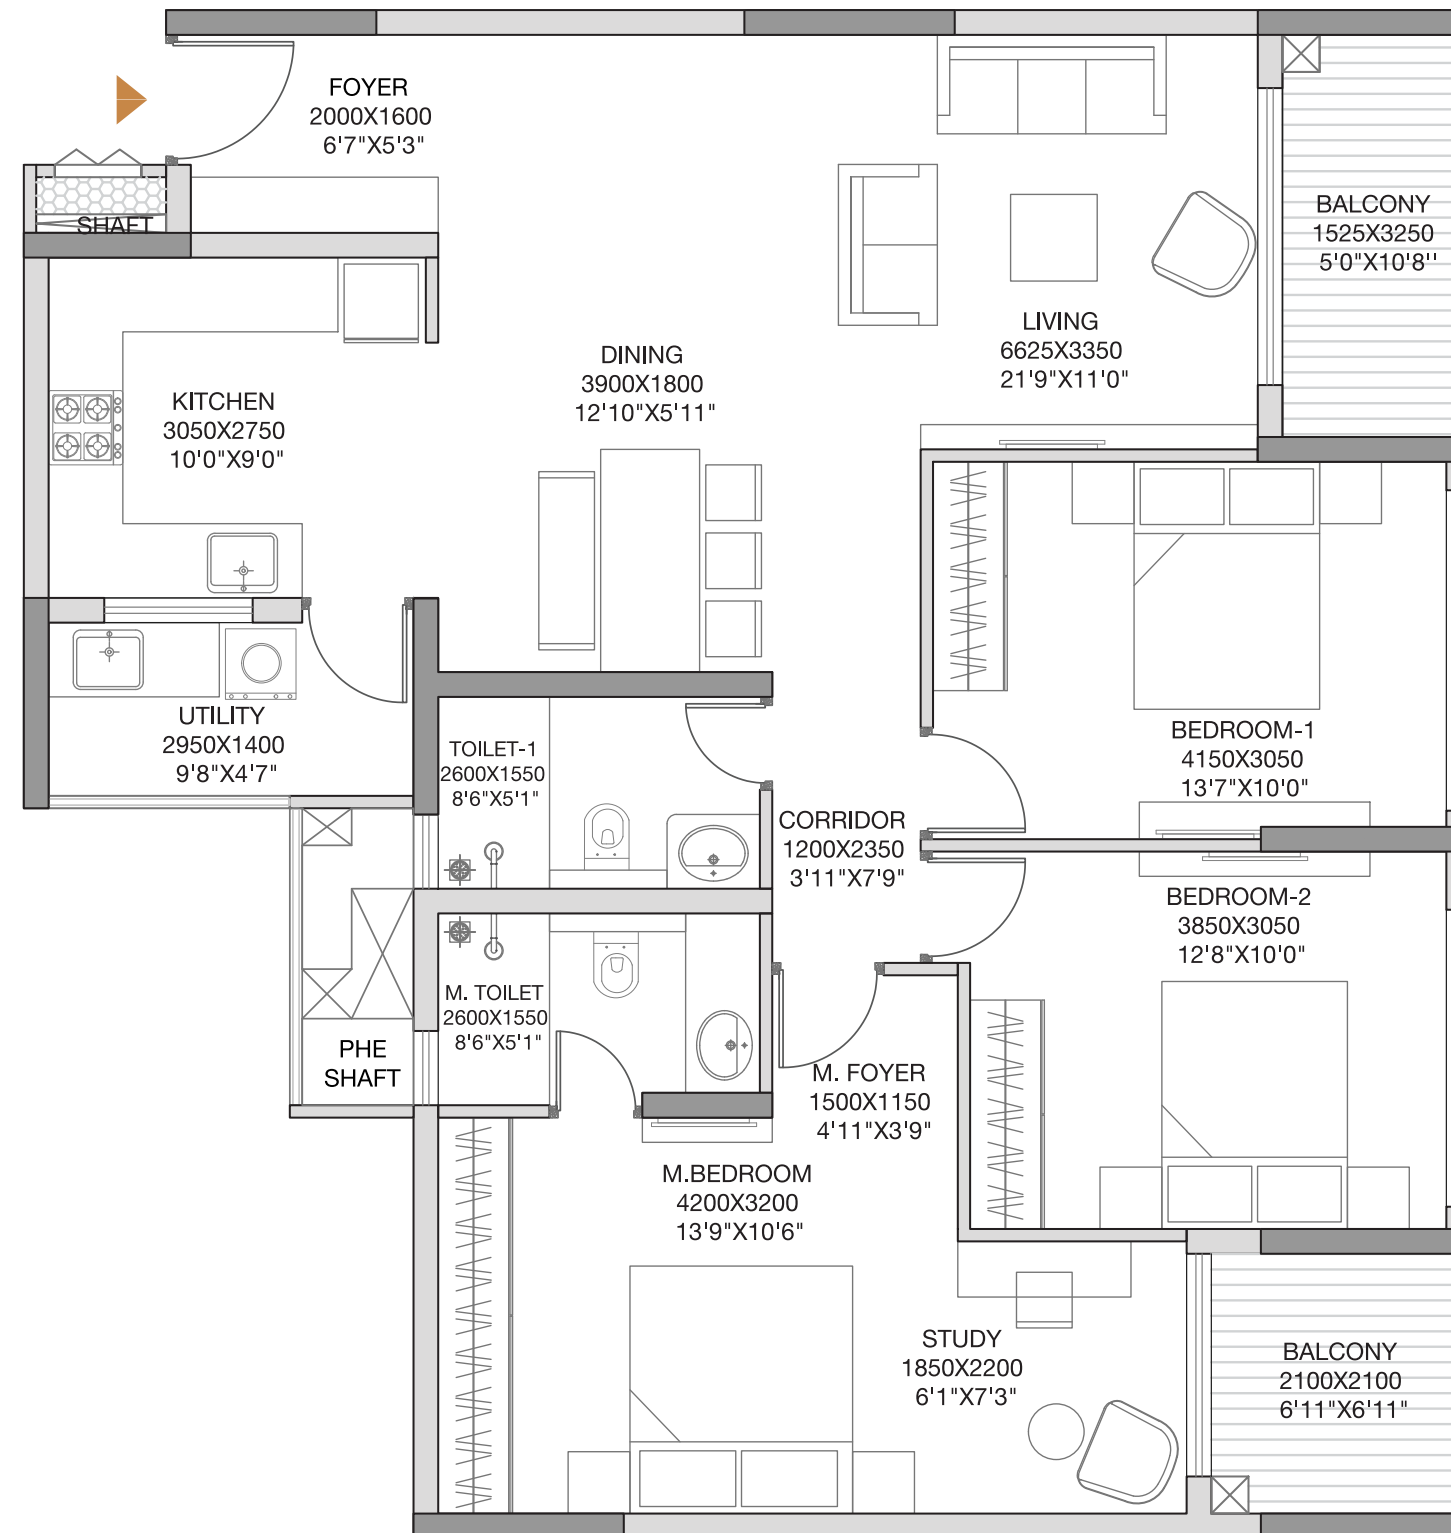 FOYER
2000X1600
6'7"X5'3"
SHAFT
BALCONY
1525X3250
5'0"X10'8''
LIVING
6625X3350
21'9"X11'0"
DINING
3900X1800
12'10"X5'11"
KITCHEN
3050X2750
10'0"X9'0"
UTILITY
2950X1400
9'8"X4'7"
TOILET-1
2600X1550
8'6"X5'1"
BEDROOM-1
4150X3050
13'7"X10'0"
CORRIDOR
1200X2350
3'11"X7'9"
BEDROOM-2
3850X3050
12'8"X10'0"
M. TOILET
2600X1550
8'6"X5'1"
PHE
SHAFT
M. FOYER
1500X1150
4'11"X3'9"
M.BEDROOM
4200X3200
13'9"X10'6"
STUDY
1850X2200
6'1"X7'3"
BALCONY
2100X2100
6'11"X6'11"